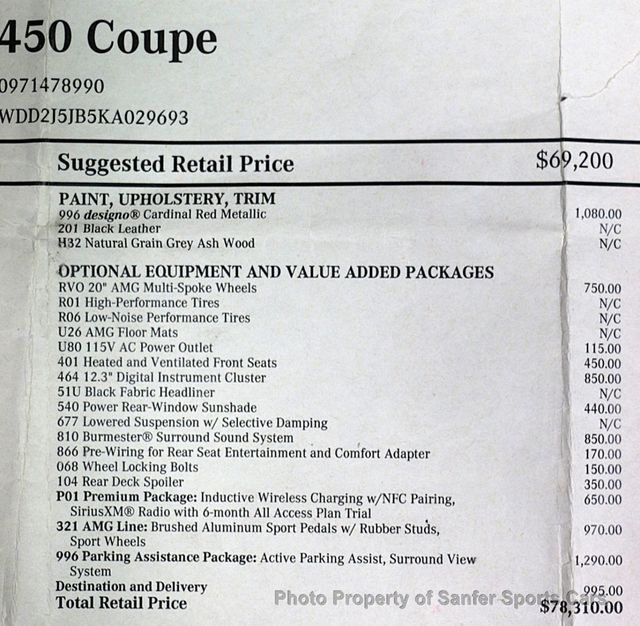 450 Coupe
0971478990
WDD2J5JB5KA029693
Suggested Retail Price $69,200
PAINT, UPHOLSTERY, TRIM
996 designo® Cardinal Red Metallic 1,080.00
201 Black Leather N/C
H32 Natural Grain Grey Ash Wood N/C
OPTIONAL EQUIPMENT AND VALUE ADDED PACKAGES
RVO 20" AMG Multi-Spoke Wheels 750.00
R01 High-Performance Tires N/C
R06 Low-Noise Performance Tires N/C
U26 AMG Floor Mats N/C
U80 115V AC Power Outlet 115.00
401 Heated and Ventilated Front Seats 450.00
464 12.3" Digital Instrument Cluster 850.00
51U Black Fabric Headliner N/C
540 Power Rear-Window Sunshade 440.00
677 Lowered Suspension w/ Selective Damping N/C
810 Burmester® Surround Sound System 850.00
866 Pre-Wiring for Rear Seat Entertainment and Comfort Adapter 170.00
068 Wheel Locking Bolts 150.00
104 Rear Deck Spoiler 350.00
P01 Premium Package: Inductive Wireless Charging w/NFC Pairing, 650.00
SiriusXM® Radio with 6-month All Access Plan Trial
321 AMG Line: Brushed Aluminum Sport Pedals w/ Rubber Studs, 970.00
Sport Wheels
996 Parking Assistance Package: Active Parking Assist, Surround View 1,290.00
System
Destination and Delivery 995.00
Total Retail Price $78,310.00
Photo Property of Sanfer Sports Cars